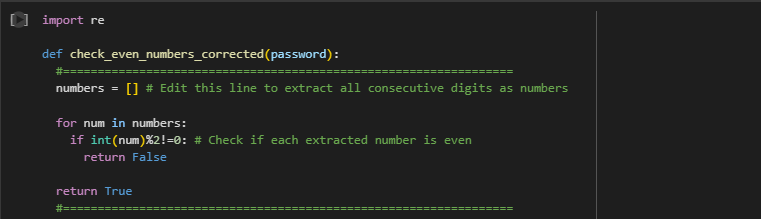 import re
def check_even_numbers_corrected(password):
#=================================================================
numbers = [] # Edit this line to extract all consecutive digits as numbers
for num in numbers:
if int(num)%2!=0: # Check if each extracted number is even
return False
return True
#=================================================================